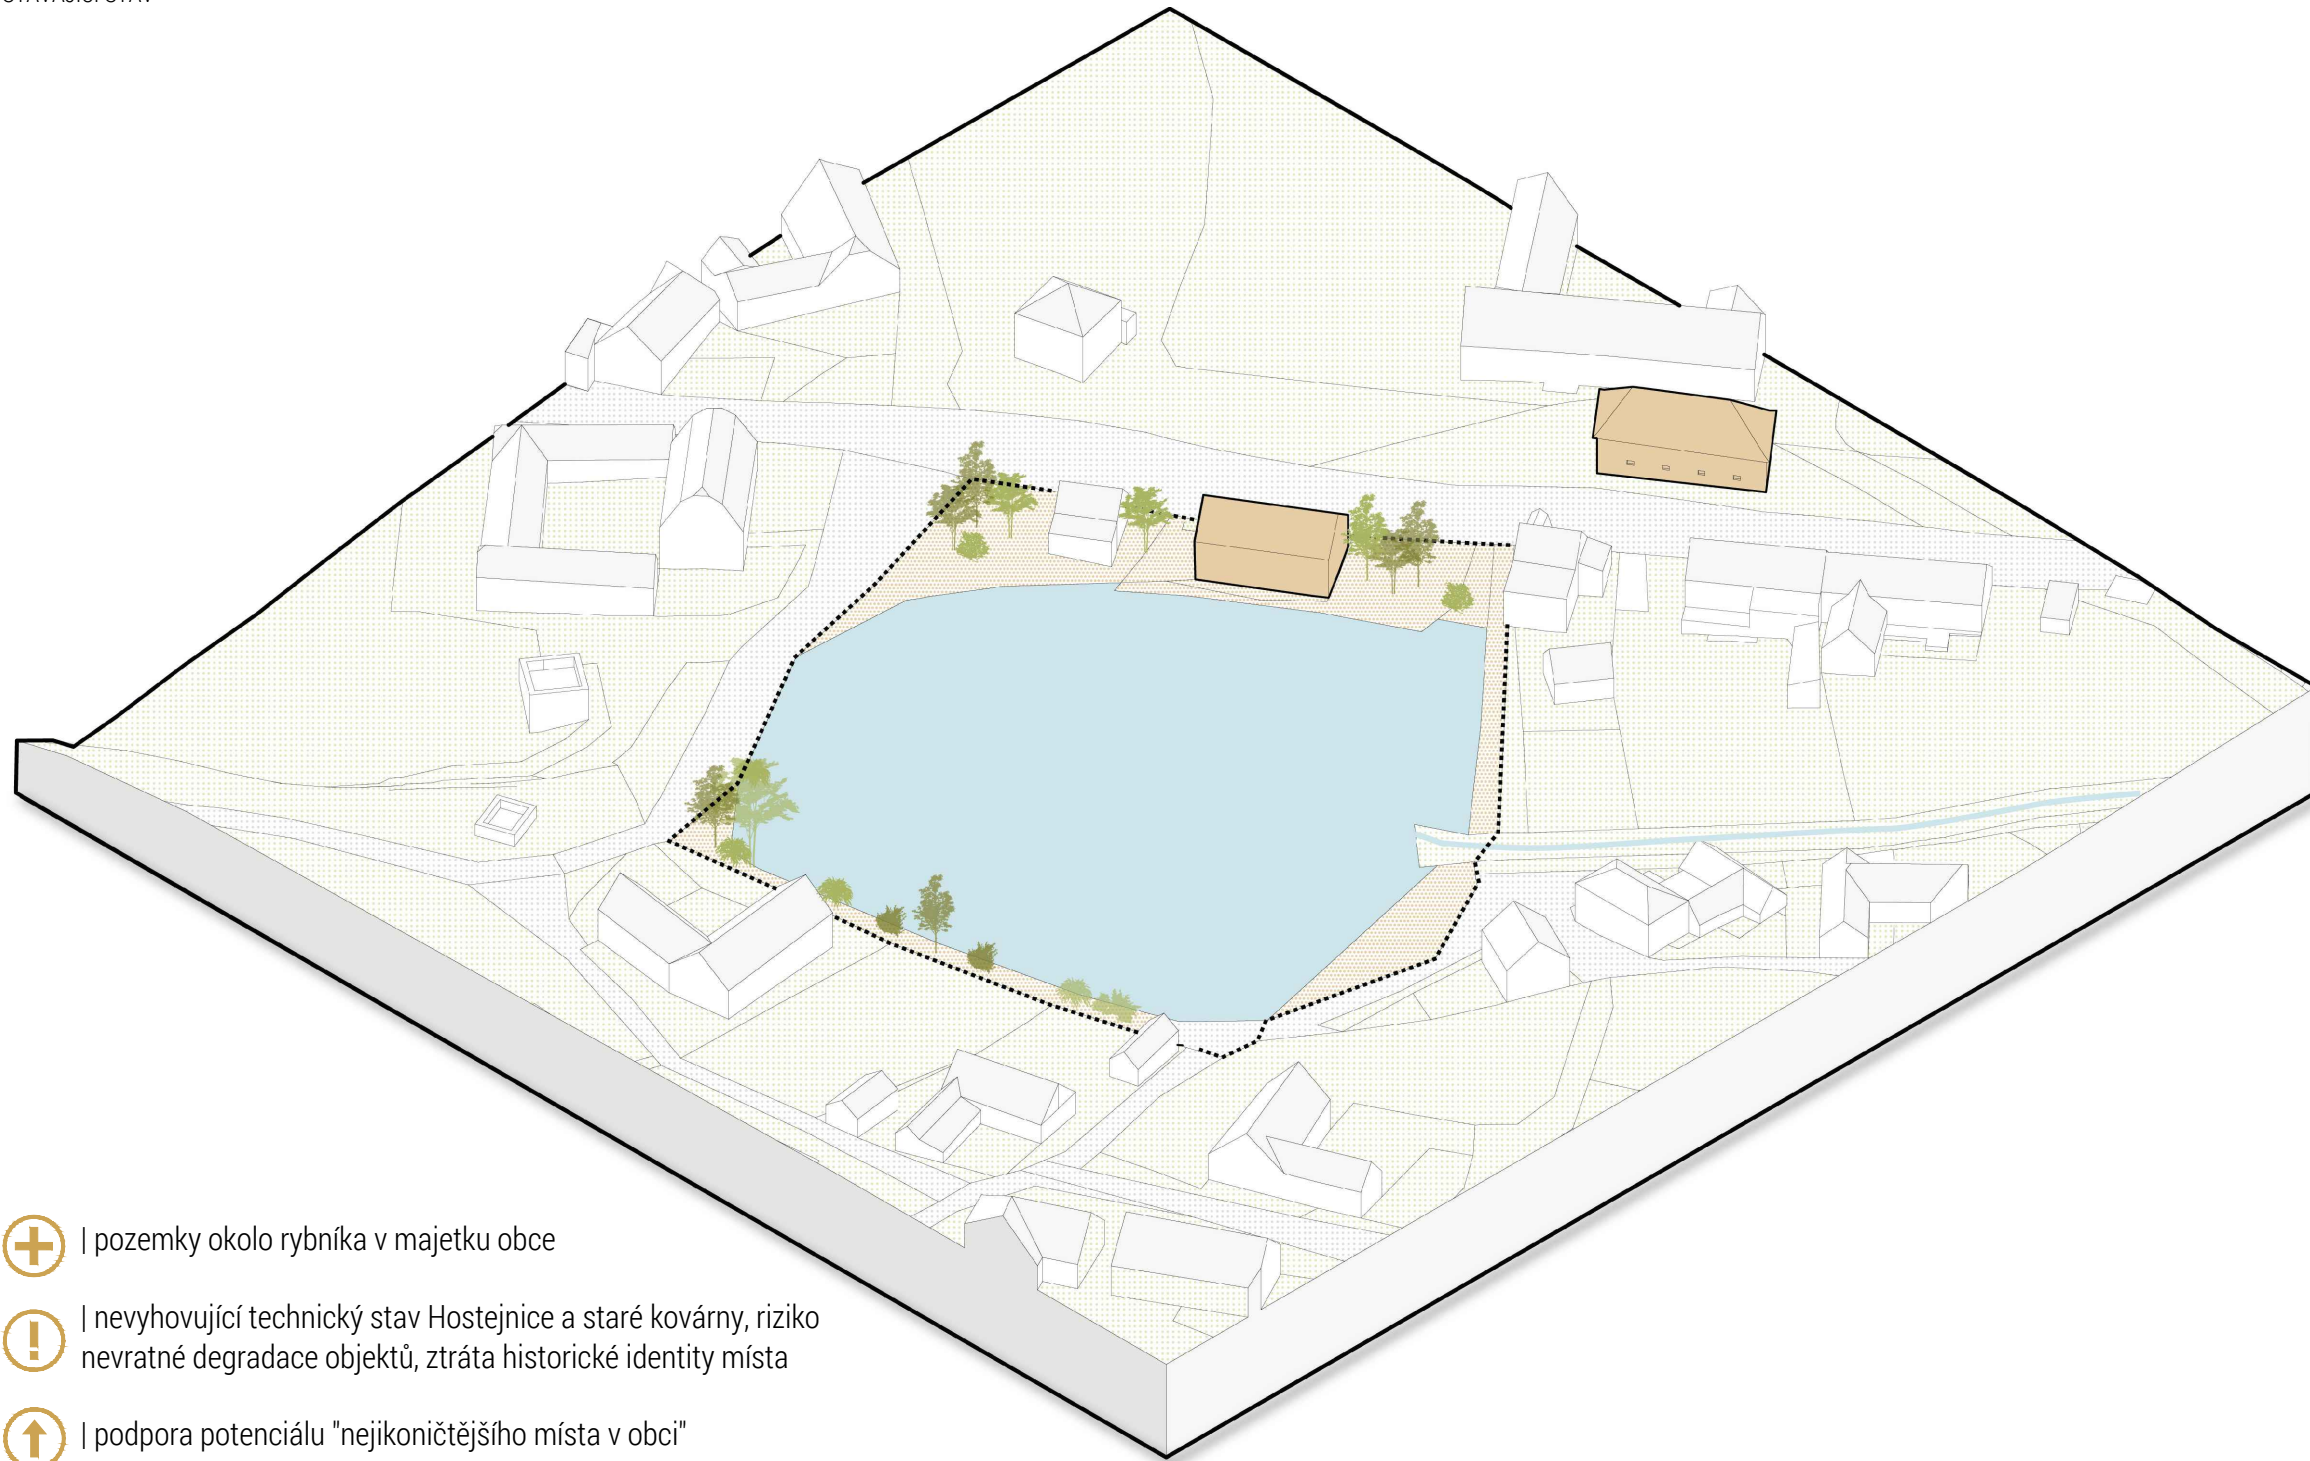 | pozemky okolo rybníka v majetku obce
| nevyhovující technický stav Hostejnice a staré kovárny, riziko
nevratné degradace objektů, ztráta historické identity místa
| podpora potenciálu "nejikoničtějšího místa v obci"